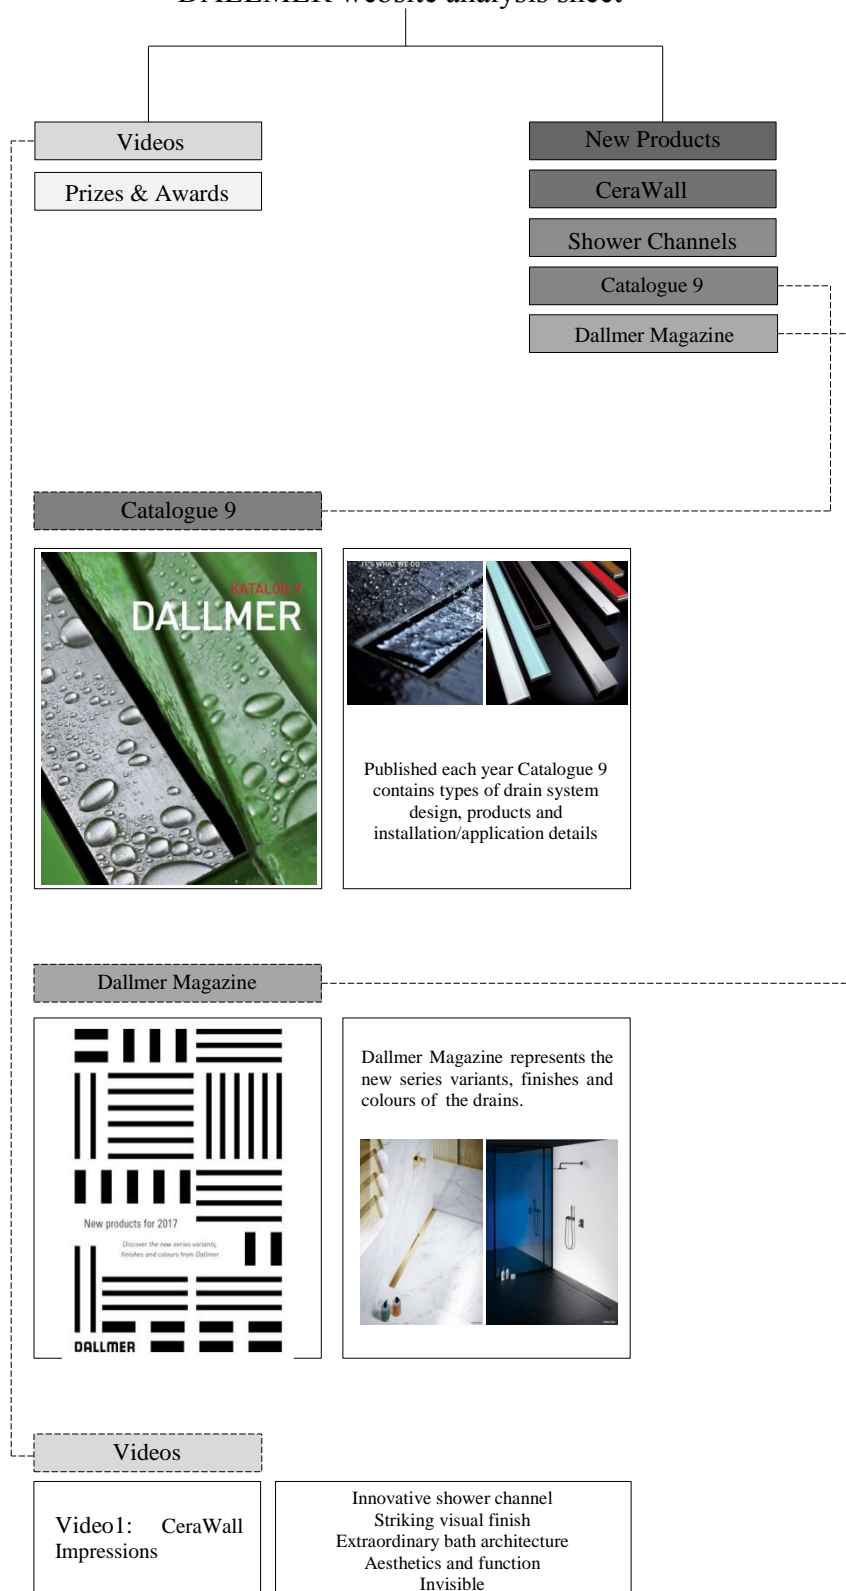 DALLMER website analysis sheet
Videos
New Products
Prizes & Awards
CeraWall
Shower Channels
Catalogue 9
Dallmer Magazine
Catalogue 9
KATALOG 9
DALLMER
IT'S WHAT WE DO
Published each year Catalogue 9
contains types of drain system
design, products and
installation/application details
Dallmer Magazine
New products for 2017
Discover the new series variants,
finishes and colours from Dallmer
DALLMER
Dallmer Magazine represents the
new series variants, finishes and
colours of the drains.
Videos
Video1: CeraWall
Impressions
Innovative shower channel
Striking visual finish
Extraordinary bath architecture
Aesthetics and function
Invisible